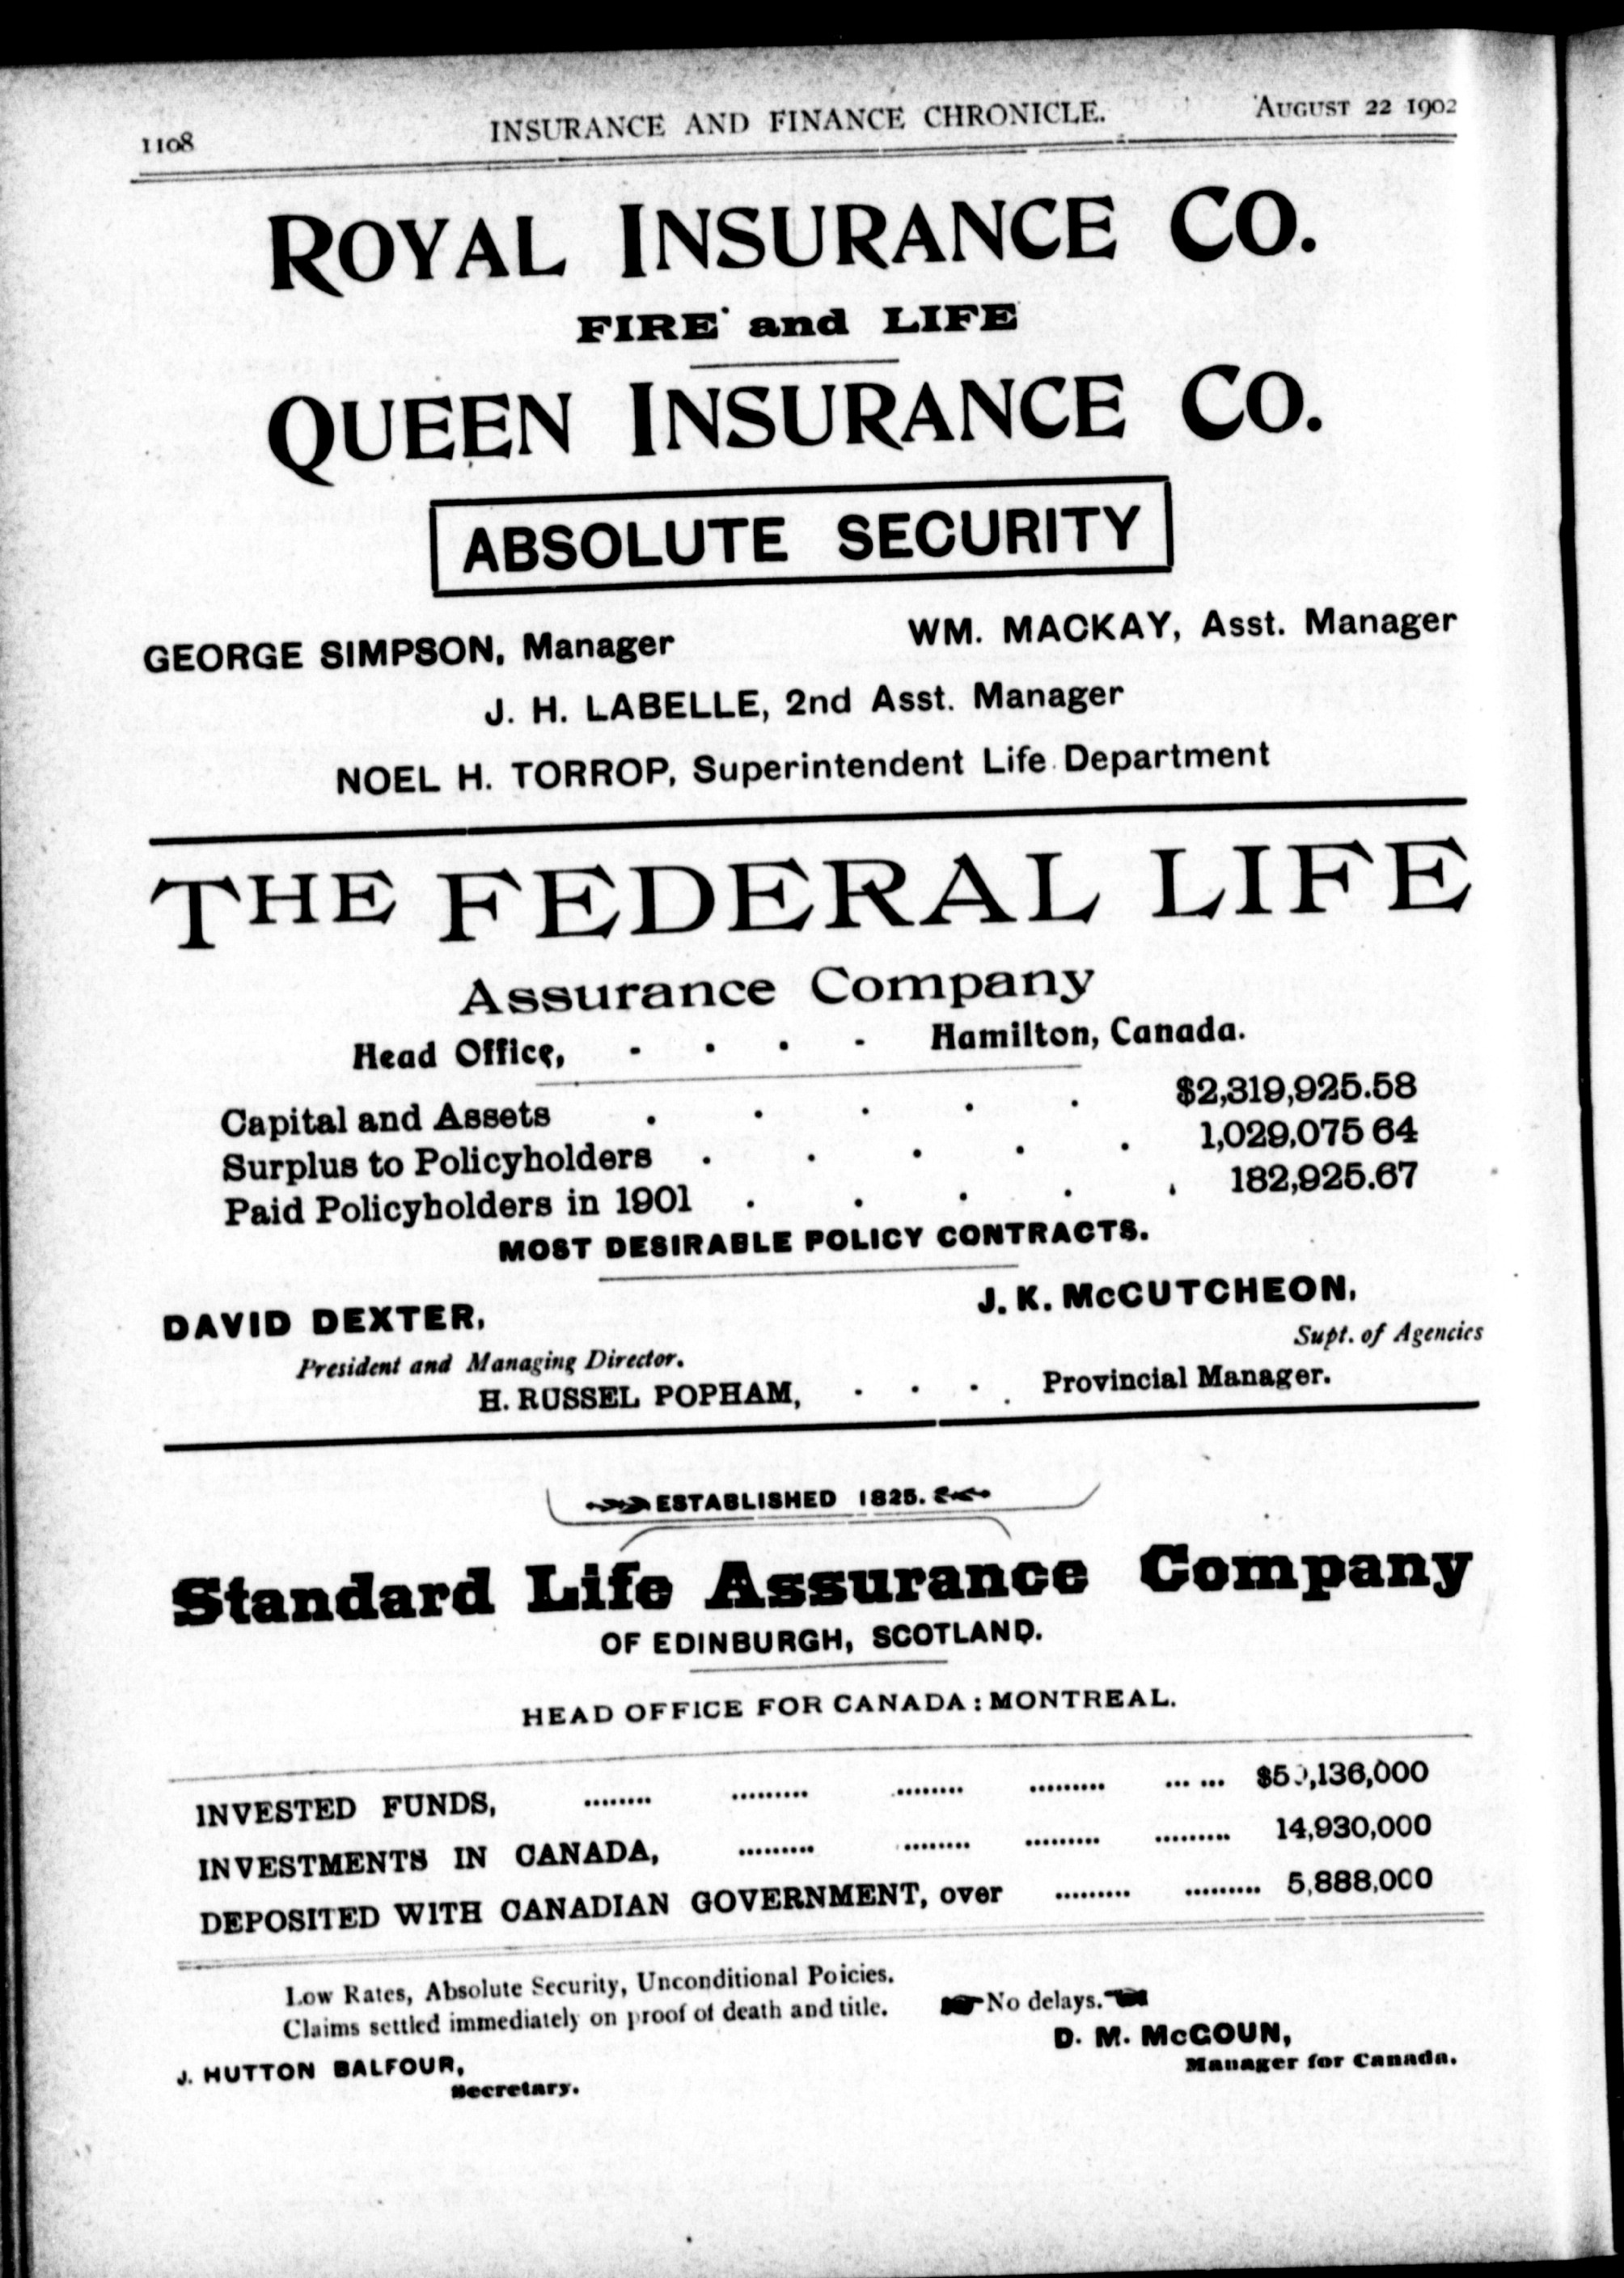 1108
INSURANCE AND FINANCE CHRONICLE.
AUGUST 22 1902
ROYAL INSURANCE CO.
FIRE and LIFE
QUEEN INSURANCE CO.
ABSOLUTE SECURITY
GEORGE SIMPSON, Manager
WM. MACKAY, Asst. Manager
J. H. LABELLE, 2nd Asst. Manager
NOEL H. TORROP, Superintendent Life Department
THE FEDERAL LIFE
Assurance Company
Head Office, - - - - Hamilton, Canada.
Capital and Assets . . . . . $2,319,925.58
Surplus to Policyholders . . . . . 1,029,075 64
Paid Policyholders in 1901 . . . . . 182,925.67
MOST DESIRABLE POLICY CONTRACTS.
DAVID DEXTER,
President and Managing Director.
J. K. McCUTCHEON,
Supt. of Agencies
H. RUSSEL POPHAM, . . . . Provincial Manager.
ESTABLISHED 1825.
Standard Life Assurance Company
OF EDINBURGH, SCOTLAND.
HEAD OFFICE FOR CANADA : MONTREAL.
INVESTED FUNDS, ........ ......... ........ ......... ... ...
INVESTMENTS IN CANADA, ......... ........ ......... ......... 14,930,000
DEPOSITED WITH CANADIAN GOVERNMENT, over ......... ......... 5,888,000
Low Rates, Absolute Security, Unconditional Poicies.
Claims settled immediately on proof of death and title. No delays.
D. M. McGOUN,
Manager for Canada.
J. HUTTON BALFOUR,
Secretary.